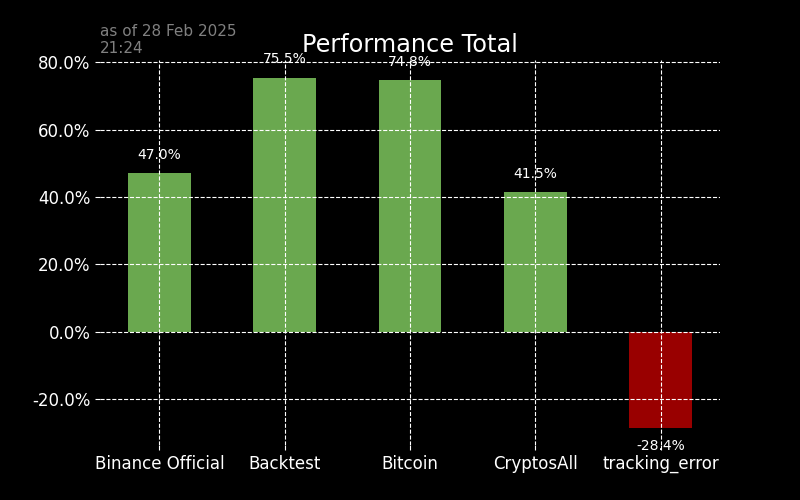 as of 28 Feb 2025
21:24
Performance Total
80.0%
60.0%
40.0%
20.0%
0.0%
-20.0%
47.0%
75.5%
74.8%
41.5%
-28.4%
Binance Official
Backtest
Bitcoin
CryptosAll
tracking_error